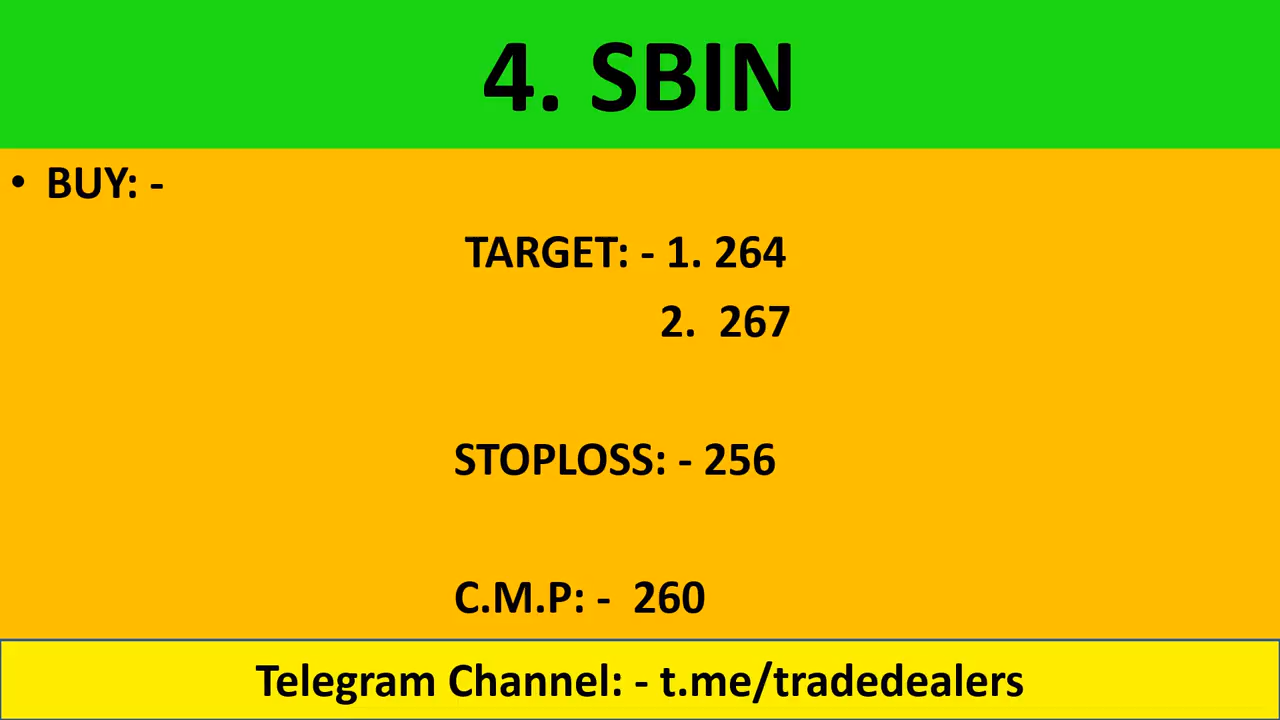 4. SBIN
• BUY: -
TARGET: - 1. 264
2. 267
STOPLOSS: - 256
C.M.P: - 260
Telegram Channel: - t.me/tradedealers